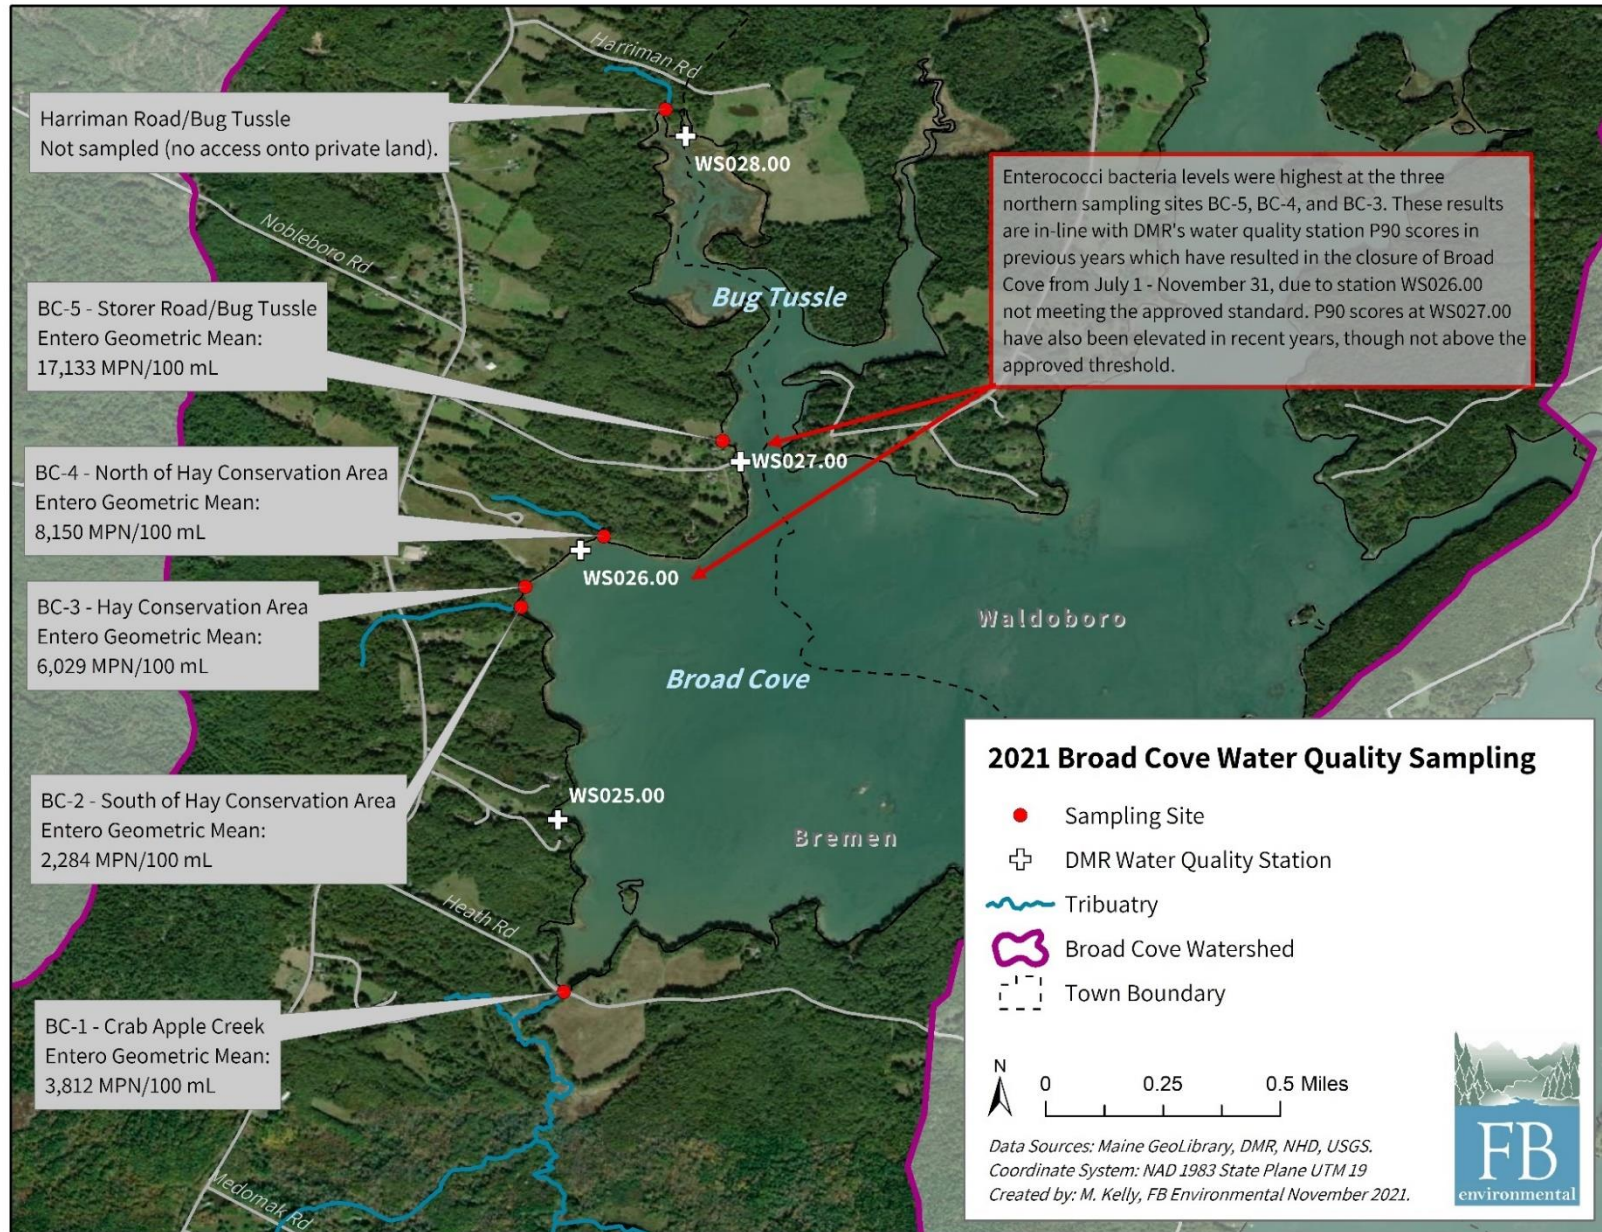 Harriman Rd
Harriman Road/Bug Tussle
Not sampled (no access onto private land).
WS028.00
Enterococci bacteria levels were highest at the three
northern sampling sites BC-5, BC-4, and BC-3. These results
are in-line with DMR's water quality station P90 scores in
previous years which have resulted in the closure of Broad
Cove from July 1 - November 31, due to station WS026.00
not meeting the approved standard. P90 scores at WS027.00
have also been elevated in recent years, though not above the
approved threshold.
Nobleboro Rd
Bug Tussle
BC-5 - Storer Road/Bug Tussle
Entero Geometric Mean:
17,133 MPN/100 mL
WS027.00
BC-4 - North of Hay Conservation Area
Entero Geometric Mean:
8,150 MPN/100 mL
WS026.00
BC-3 - Hay Conservation Area
Entero Geometric Mean:
6,029 MPN/100 mL
Waldoboro
Broad Cove
BC-2 - South of Hay Conservation Area
Entero Geometric Mean:
2,284 MPN/100 mL
WS025.00
Bremen
Heath Rd
BC-1 - Crab Apple Creek
Entero Geometric Mean:
3,812 MPN/100 mL
Medomak Rd
2021 Broad Cove Water Quality Sampling
Sampling Site
DMR Water Quality Station
Tribuatry
Broad Cove Watershed
Town Boundary
N
0 0.25 0.5 Miles
Data Sources: Maine GeoLibrary, DMR, NHD, USGS.
Coordinate System: NAD 1983 State Plane UTM 19
Created by: M. Kelly, FB Environmental November 2021.
FB
environmental